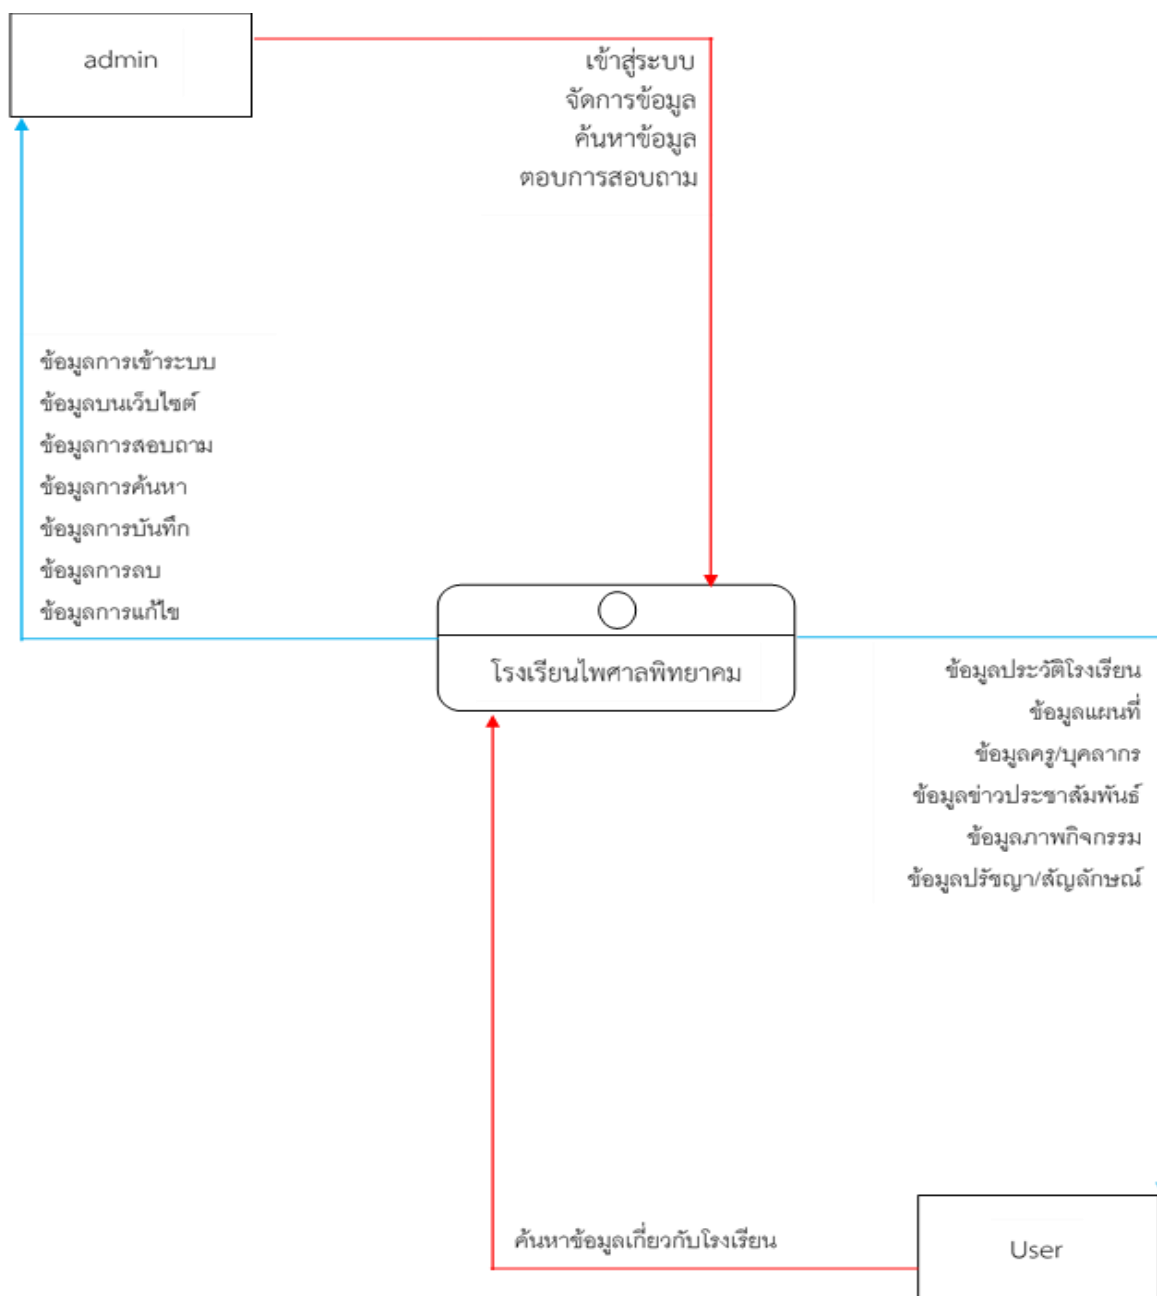 admin
เข้าสู่ระบบ
จัดการข้อมูล
ค้นหาข้อมูล
ตอบการสอบถาม
ข้อมูลการเข้าระบบ
ข้อมูลบนเว็บไซต์
ข้อมูลการสอบถาม
ข้อมูลการค้นหา
ข้อมูลการบันทึก
ข้อมูลการลบ
ข้อมูลการแก้ไข
โรงเรียนไพศาลพิทยาคม
ข้อมูลประวัติโรงเรียน
ข้อมูลแผนที่
ข้อมูลครู/บุคลากร
ข้อมูลข่าวประชาสัมพันธ์
ข้อมูลภาพกิจกรรม
ข้อมูลปรัชญา/สัญลักษณ์
ค้นหาข้อมูลเกี่ยวกับโรงเรียน
User